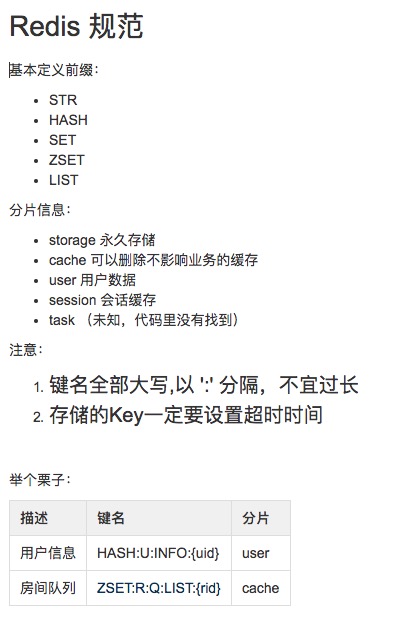 Redis 规范
基本定义前缀：
STR
HASH
SET
ZSET
LIST
分片信息：
storage 永久存储
cache 可以删除不影响业务的缓存
user 用户数据
session 会话缓存
task （未知，代码里没有找到）
注意：
1. 键名全部大写,以 ':' 分隔，不宜过长
2. 存储的Key一定要设置超时时间
举个栗子：
描述 键名 分片
用户信息 HASH:U:INFO:{uid} user
房间队列 ZSET:R:Q:LIST:{rid} cache